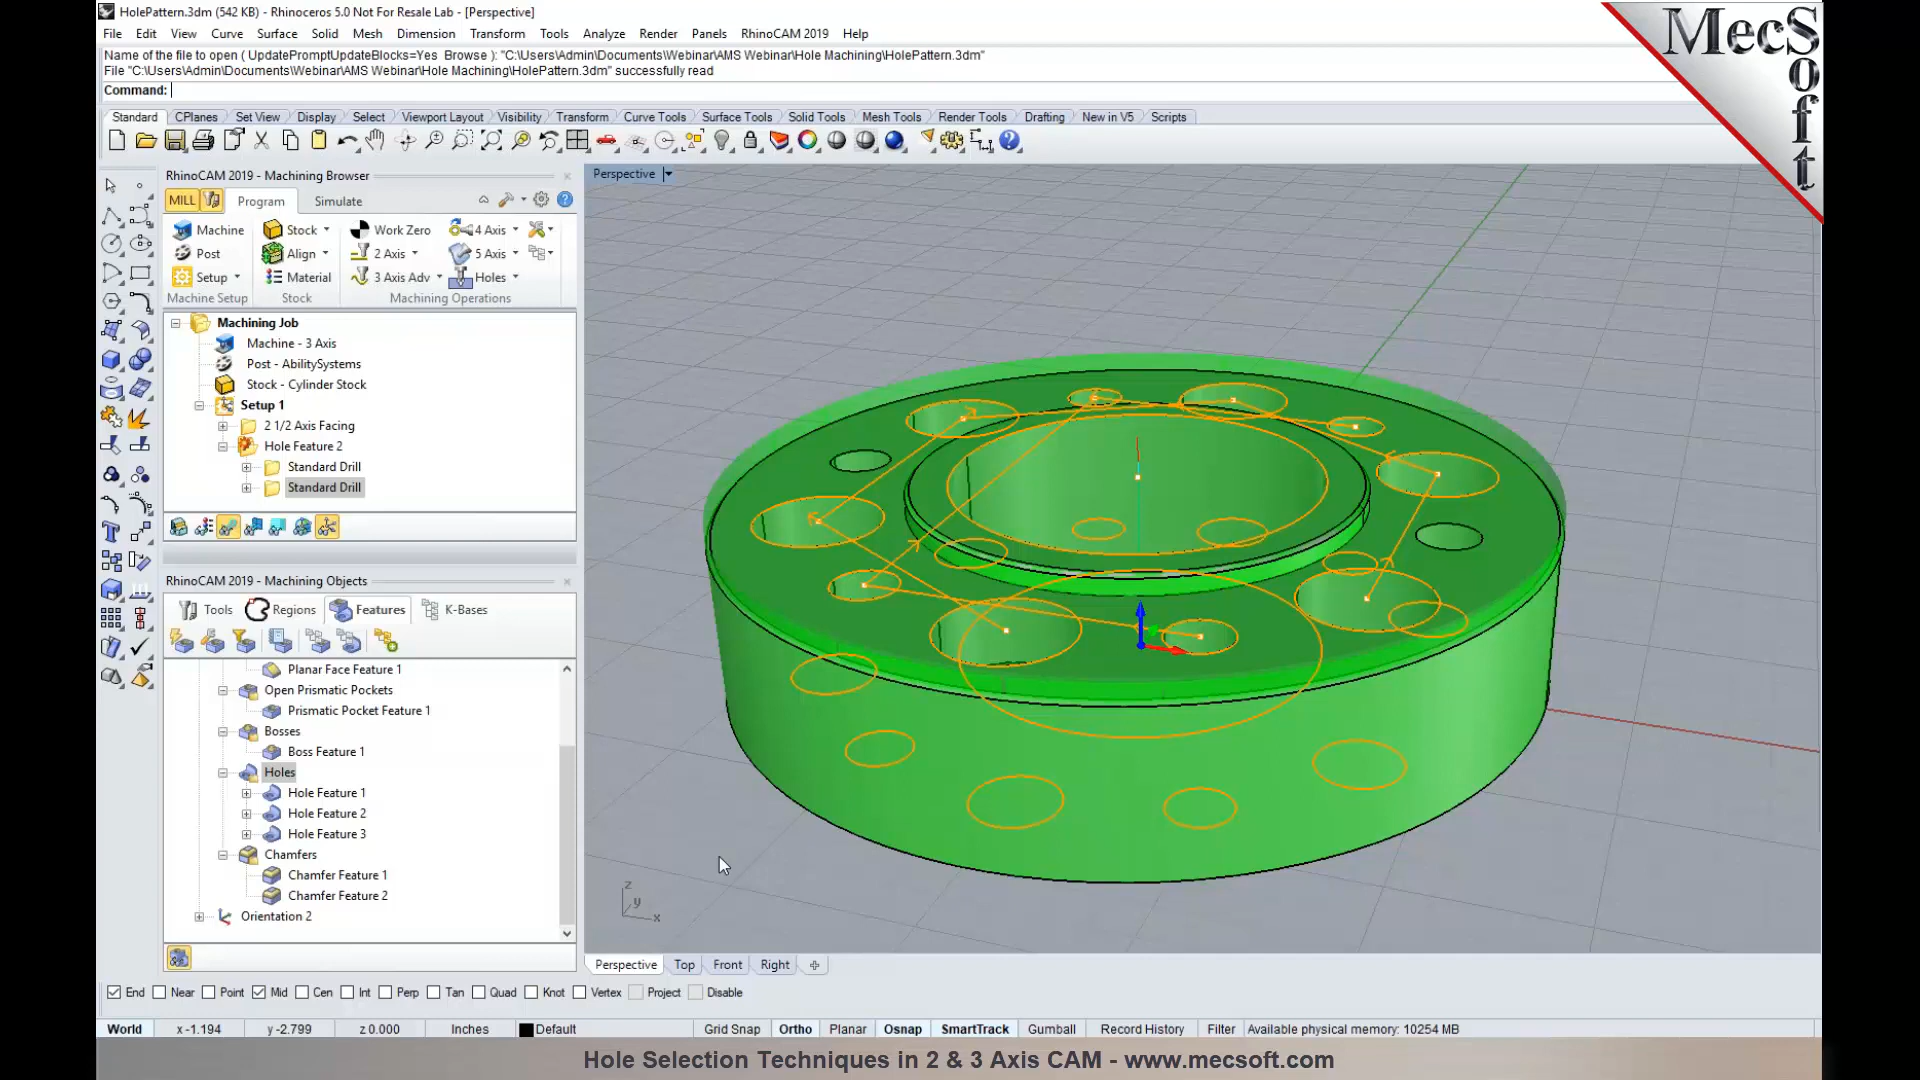 HolePattern.3dm (542 KB) - Rhinoceros 5.0 Not For Resale Lab - [Perspective]
File Edit View Curve Surface Solid Mesh Dimension Transform Tools Analyze Render Panels RhinoCAM 2019 Help
Name of the file to open ( UpdatePromptUpdateBlocks=Yes Browse ): "C:\Users\Admin\Documents\Webinar\AMS Webinar\Hole Machining\HolePattern.3dm"
File "C:\Users\Admin\Documents\Webinar\AMS Webinar\Hole Machining\HolePattern.3dm" successfully read
Command:
Standard CPlanes Set View Display Select Viewport Layout Visibility Transform Curve Tools Surface Tools Solid Tools Mesh Tools Render Tools Drafting New in V5 Scripts
MecSoft
RhinoCAM 2019 - Machining Browser
MILL Program Simulate
Machine Stock Work Zero 4 Axis
Post Align 2 Axis 5 Axis
Setup Material 3 Axis Adv Holes
Machine Setup Stock Machining Operations
Machining Job
Machine - 3 Axis
Post - AbilitySystems
Stock - Cylinder Stock
Setup 1
2 1/2 Axis Facing
Hole Feature 2
Standard Drill
Standard Drill
RhinoCAM 2019 - Machining Objects
Tools Regions Features K-Bases
Planar Face Feature 1
Open Prismatic Pockets
Prismatic Pocket Feature 1
Bosses
Boss Feature 1
Holes
Hole Feature 1
Hole Feature 2
Hole Feature 3
Chamfers
Chamfer Feature 1
Chamfer Feature 2
Orientation 2
Perspective
z
y
x
Perspective Top Front Right
End Near Point Mid Cen Int Perp Tan Quad Knot Vertex Project Disable
World x -1.194 y -2.799 z 0.000 Inches Default Grid Snap Ortho Planar Osnap SmartTrack Gumball Record History Filter Available physical memory: 10254 MB
Hole Selection Techniques in 2 & 3 Axis CAM - www.mecsoft.com